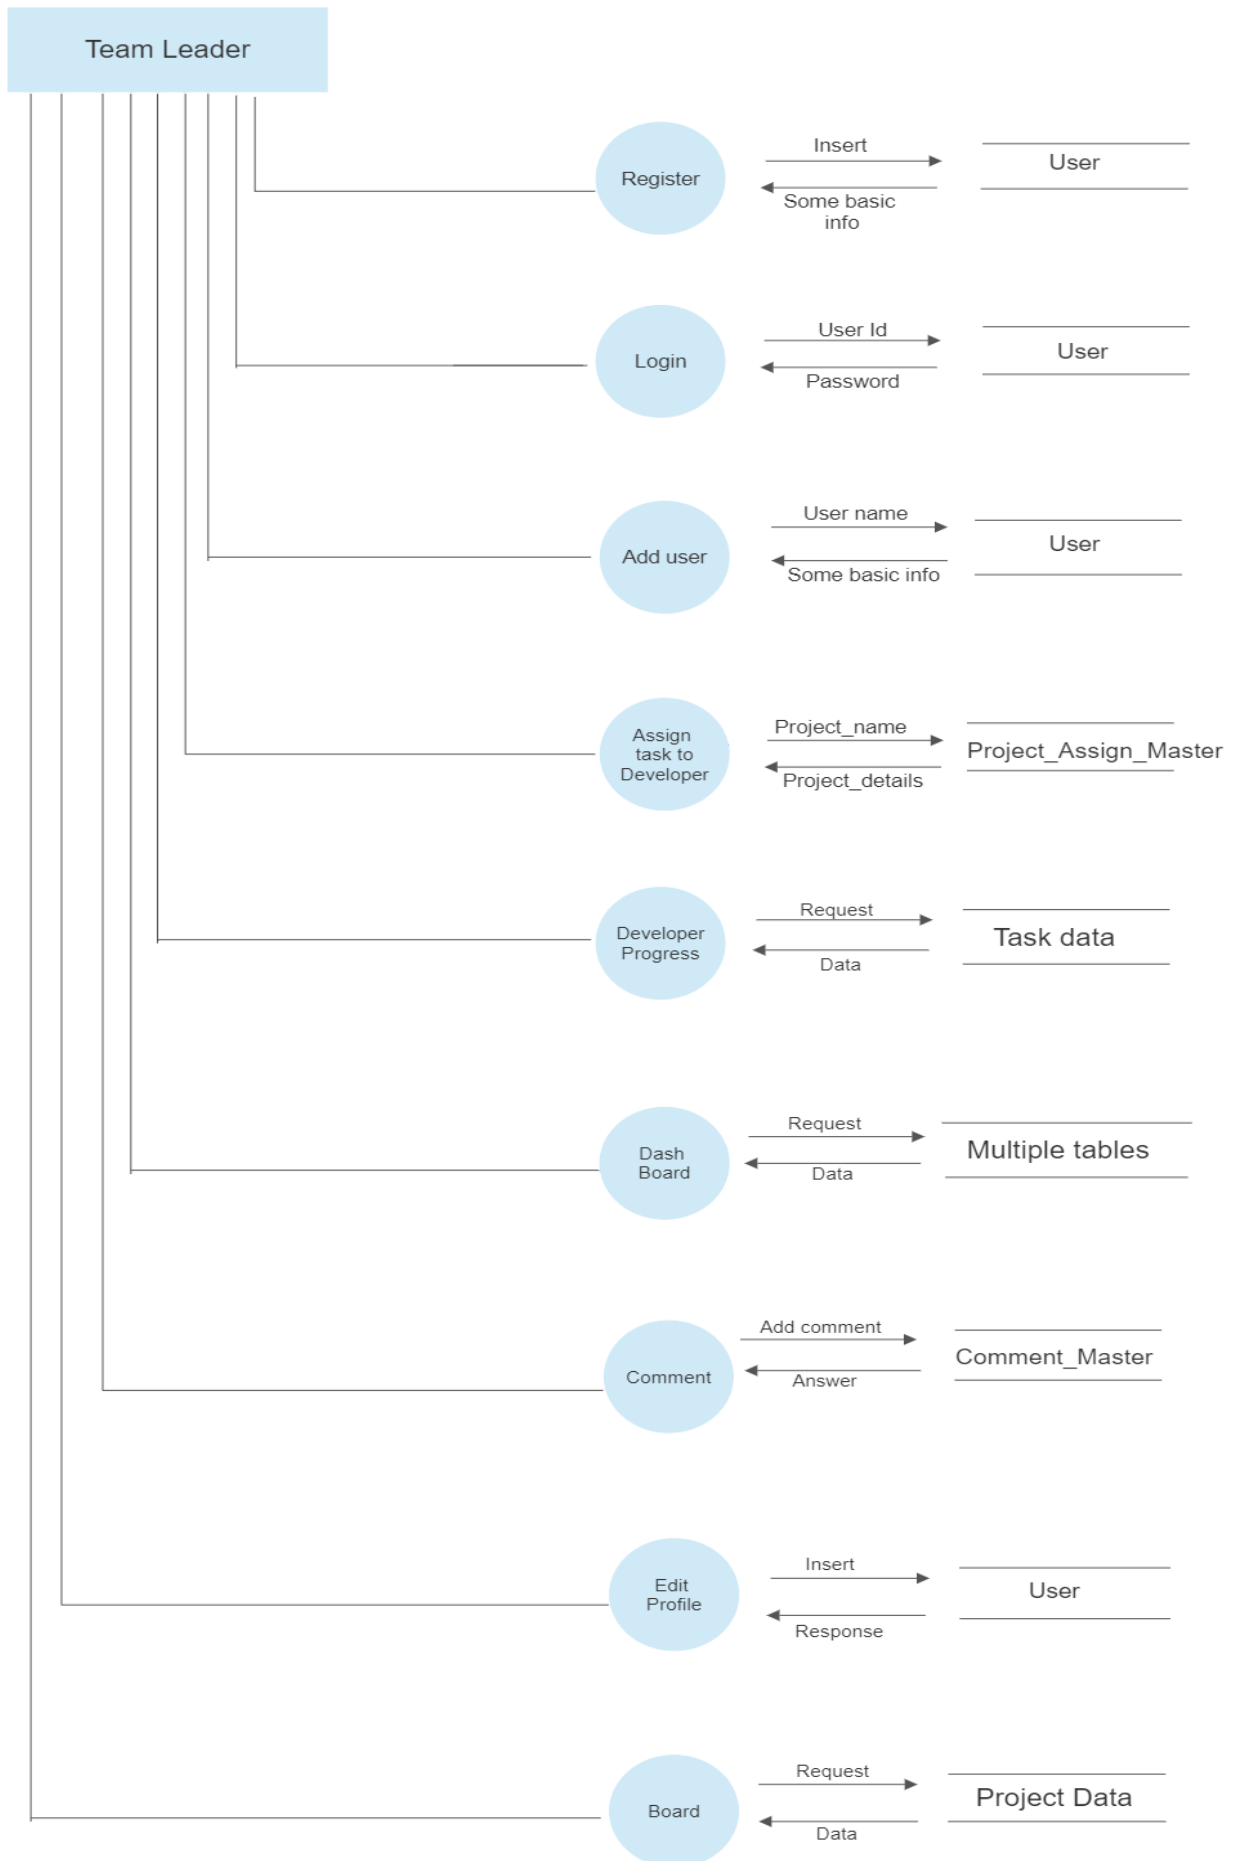 Team Leader
Insert
Register
User
Some basic
info
User Id
Login
User
Password
User name
Add user
User
Some basic info
Project_name
Assign
task to
Developer
Project_Assign_Master
Project_details
Request
Developer
Progress
Task data
Data
Request
Dash
Board
Multiple tables
Data
Add comment
Comment
Comment_Master
Answer
Insert
Edit
Profile
User
Response
Request
Board
Project Data
Data